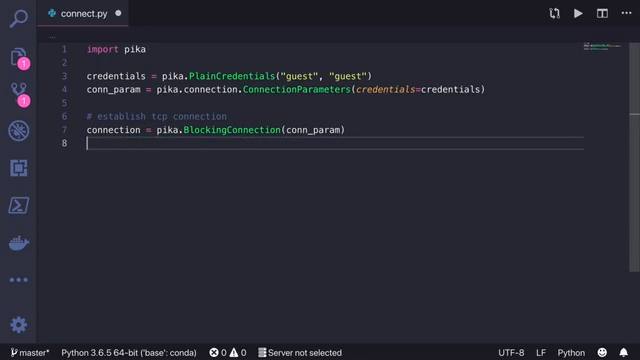 connect.py
...
1 import pika
2
3 credentials = pika.PlainCredentials("guest", "guest")
4 conn_param = pika.connection.ConnectionParameters(credentials=credentials)
5
6 # establish tcp connection
7 connection = pika.BlockingConnection(conn_param)
8
1
1
master* Python 3.6.5 64-bit ('base': conda) 0 0 Server not selected UTF-8 LF Python